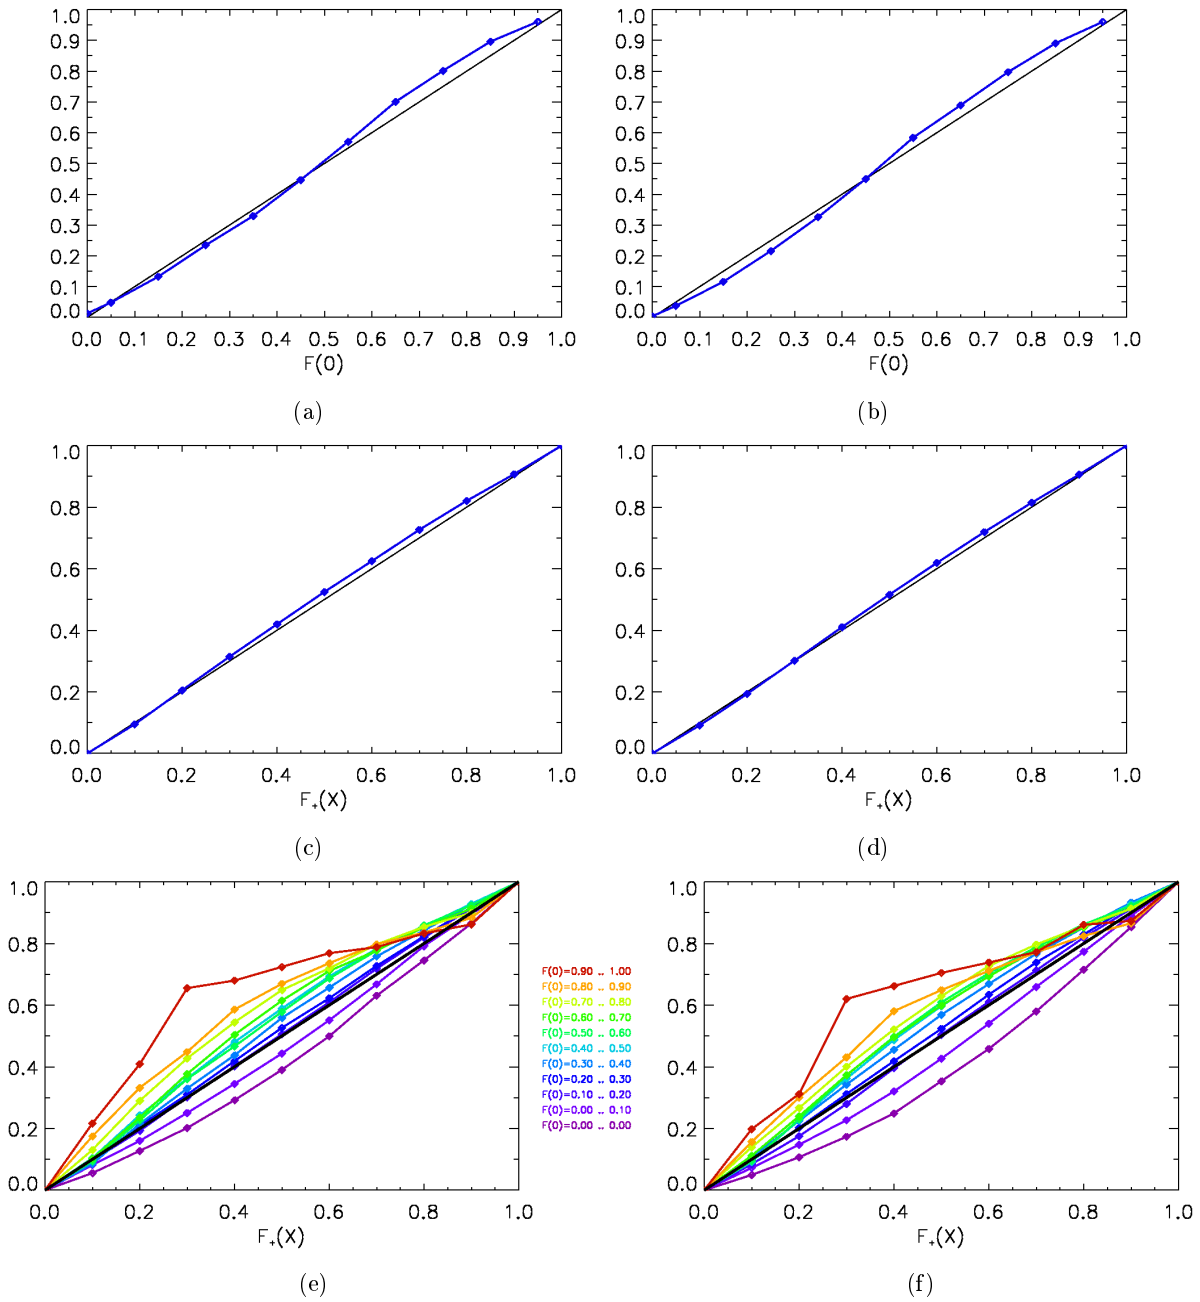 1.0
0.9
0.8
0.7
0.6
0.5
0.4
0.3
0.2
0.1
0.0
0.0 0.1 0.2 0.3 0.4 0.5 0.6 0.7 0.8 0.9 1.0
F(0)
(a)
1.0
0.9
0.8
0.7
0.6
0.5
0.4
0.3
0.2
0.1
0.0
0.0 0.1 0.2 0.3 0.4 0.5 0.6 0.7 0.8 0.9 1.0
F(0)
(b)
1.0
0.8
0.6
0.4
0.2
0.0
0.0 0.2 0.4 0.6 0.8 1.0
F₊(X)
(c)
1.0
0.8
0.6
0.4
0.2
0.0
0.0 0.2 0.4 0.6 0.8 1.0
F₊(X)
(d)
1.0
0.8
0.6
0.4
0.2
0.0
0.0 0.2 0.4 0.6 0.8 1.0
F₊(X)
(e)
F(0)=0.90 .. 1.00
F(0)=0.80 .. 0.90
F(0)=0.70 .. 0.80
F(0)=0.60 .. 0.70
F(0)=0.50 .. 0.60
F(0)=0.40 .. 0.50
F(0)=0.30 .. 0.40
F(0)=0.20 .. 0.30
F(0)=0.10 .. 0.20
F(0)=0.00 .. 0.10
F(0)=0.00 .. 0.00
1.0
0.8
0.6
0.4
0.2
0.0
0.0 0.2 0.4 0.6 0.8 1.0
F₊(X)
(f)